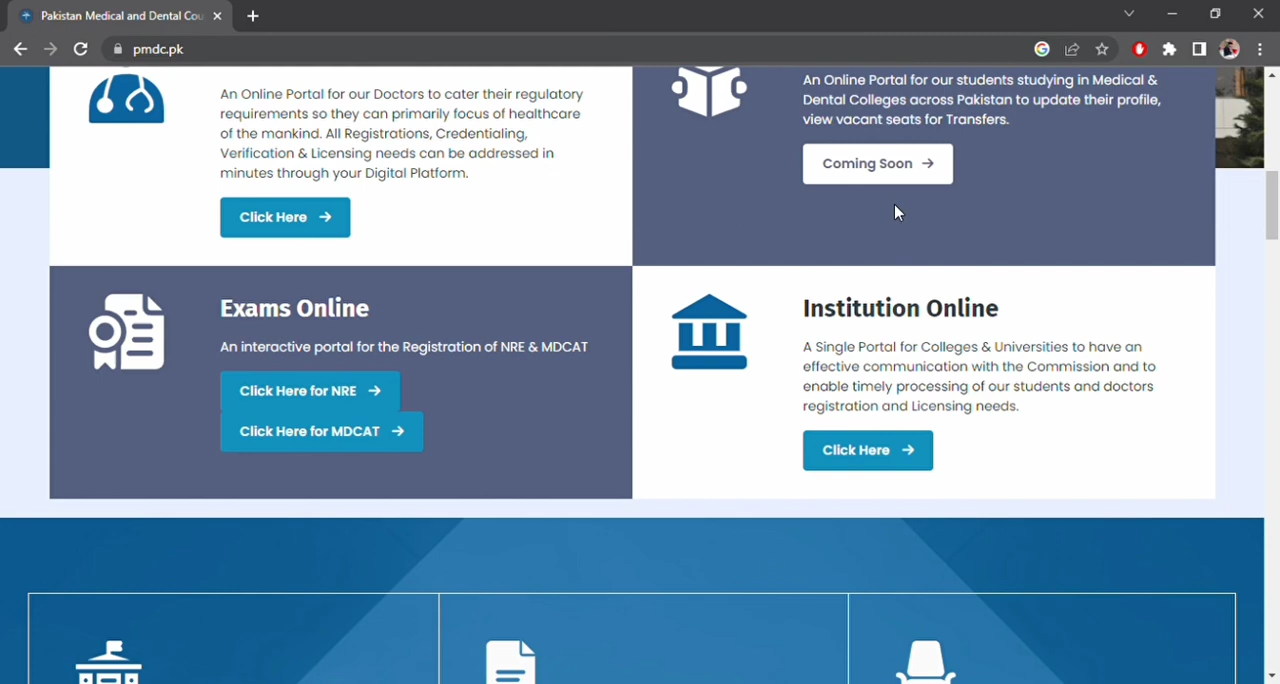 Pakistan Medical and Dental Cou
pmdc.pk
An Online Portal for our Doctors to cater their regulatory
requirements so they can primarily focus of healthcare
of the mankind. All Registrations, Credentialing,
Verification & Licensing needs can be addressed in
minutes through your Digital Platform.
Click Here →
An Online Portal for our students studying in Medical &
Dental Colleges across Pakistan to update their profile,
view vacant seats for Transfers.
Coming Soon →
Exams Online
An interactive portal for the Registration of NRE & MDCAT
Click Here for NRE →
Click Here for MDCAT →
Institution Online
A Single Portal for Colleges & Universities to have an
effective communication with the Commission and to
enable timely processing of our students and doctors
registration and Licensing needs.
Click Here →